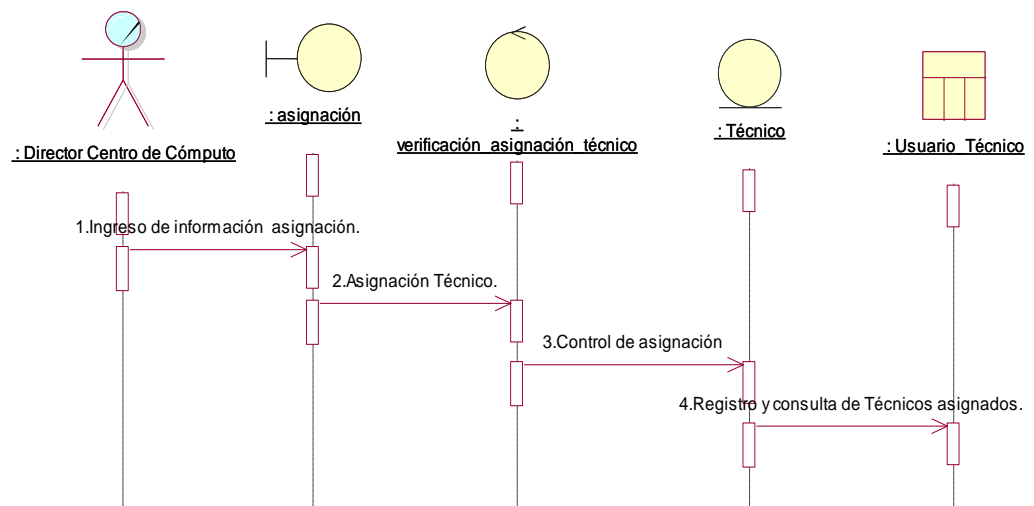 : Director Centro de Cómputo
: asignación
:
verificación_asignación_técnico
: Técnico
: Usuario_Técnico
1.Ingreso de información asignación.
2.Asignación Técnico.
3.Control de asignación
4.Registro y consulta de Técnicos asignados.